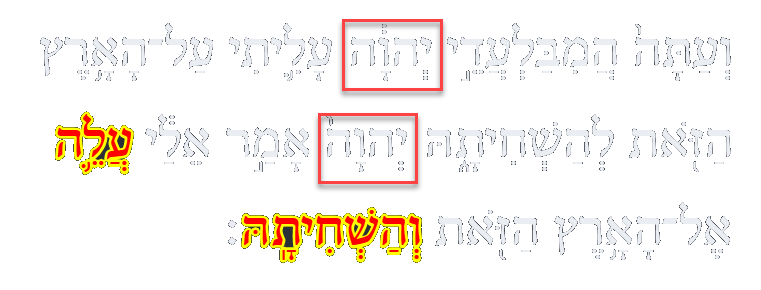 וְעַתָּה֙ הֲמִבַּלְעֲדֵ֣י יְהוָ֔ה עָלִ֛יתִי עַל־הָאָ֥רֶץ
הַזֹּ֖את לְהַשְׁחִיתָ֑הּ יְהוָה֙ אָמַ֣ר אֵלַ֔י עֲלֵ֛ה
אֶל־הָאָ֥רֶץ הַזֹּ֖את וְהַשְׁחִיתָֽהּ׃